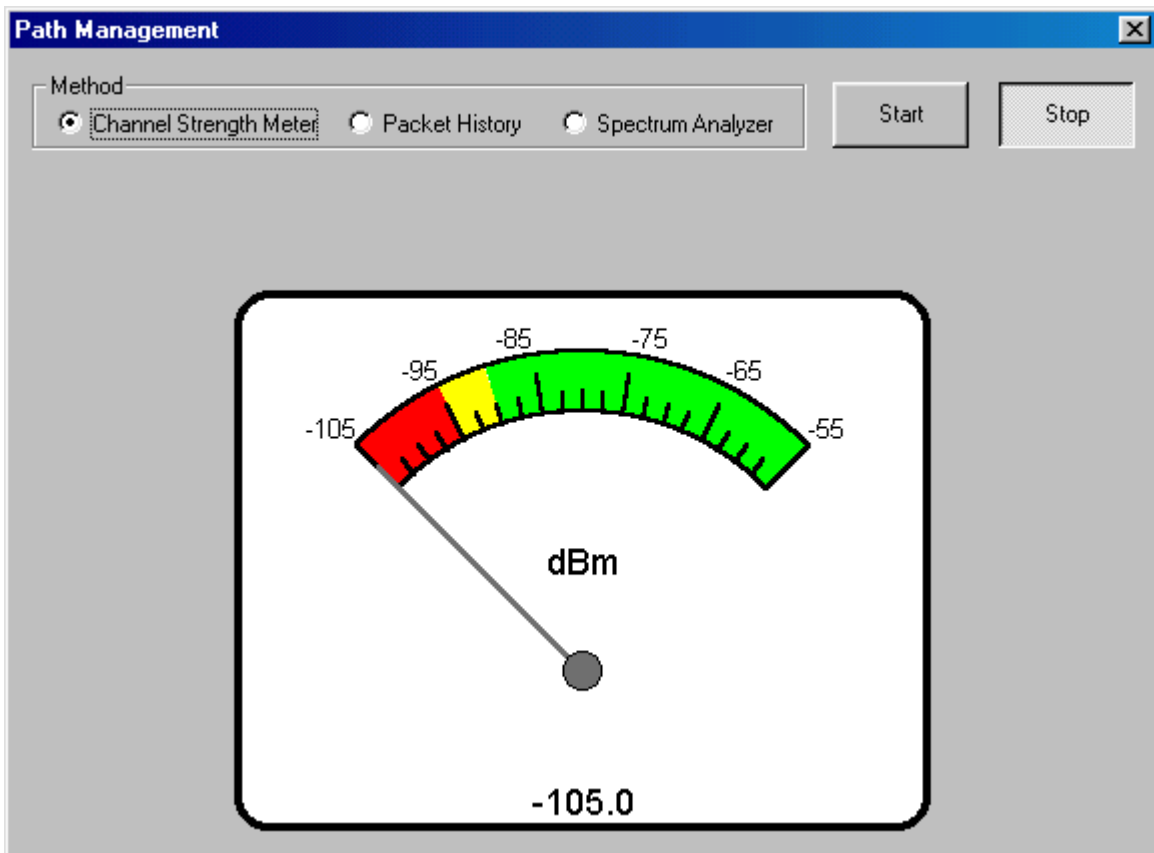 Path Management
Method
Channel Strength Meter Packet History Spectrum Analyzer
Start
Stop
-105
-95
-85
-75
-65
-55
dBm
-105.0